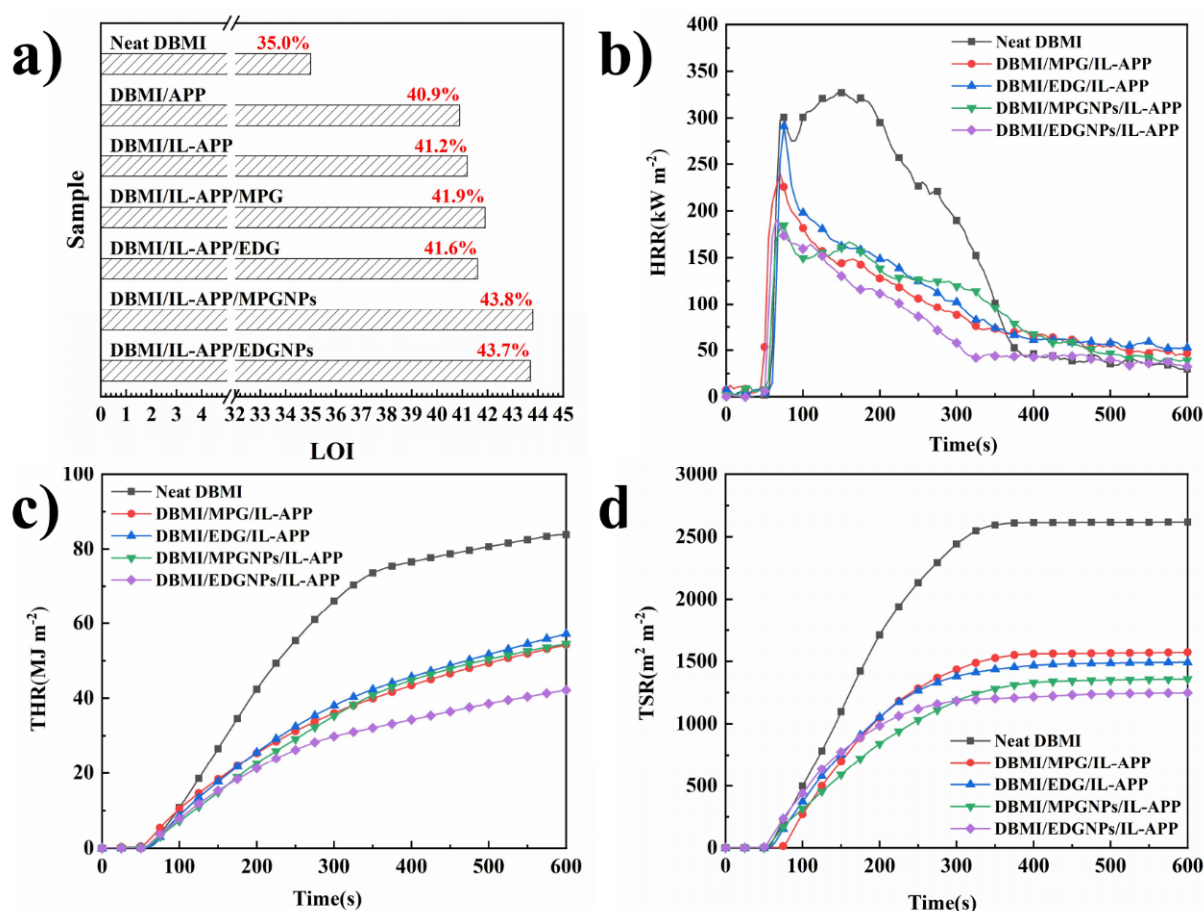 a)
Neat DBMI
35.0%
DBMI/APP
40.9%
DBMI/IL-APP
41.2%
DBMI/IL-APP/MPG
41.9%
DBMI/IL-APP/EDG
41.6%
DBMI/IL-APP/MPGNPs
43.8%
DBMI/IL-APP/EDGNPs
43.7%
Sample
0 1 2 3 4 32 33 34 35 36 37 39 40 41 42 43 44 45
LOI
b)
400
350
300
250
200
150
100
50
0
HRR(kW m-2)
Neat DBMI
DBMI/MPG/IL-APP
DBMI/EDG/IL-APP
DBMI/MPGNPs/IL-APP
DBMI/EDGNPs/IL-APP
0 100 200 300 400 500 600
Time(s)
c)
100
80
60
40
20
0
THR(MJ m-2)
Neat DBMI
DBMI/MPG/IL-APP
DBMI/EDG/IL-APP
DBMI/MPGNPs/IL-APP
DBMI/EDGNPs/IL-APP
0 100 200 300 400 500 600
Time(s)
d
3000
2500
2000
1500
1000
500
0
TSR(m² m-2)
Neat DBMI
DBMI/MPG/IL-APP
DBMI/EDG/IL-APP
DBMI/MPGNPs/IL-APP
DBMI/EDGNPs/IL-APP
0 100 200 300 400 500 600
Time(s)